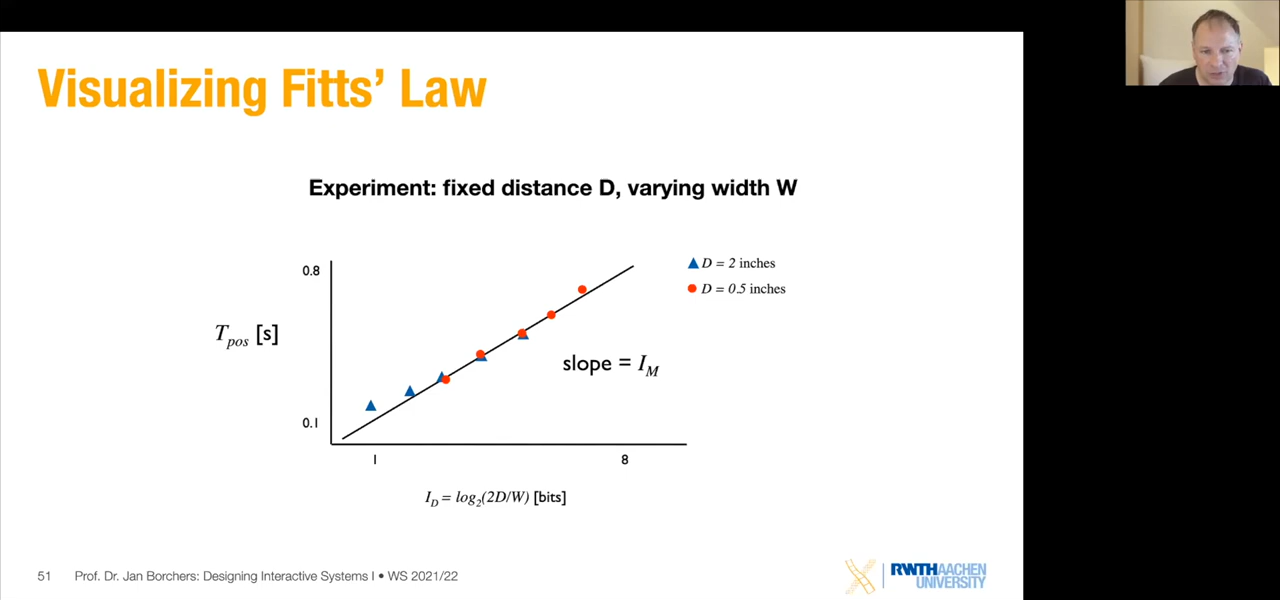 Visualizing Fitts’ Law
Experiment: fixed distance D, varying width W
0.8
▲ D = 2 inches
● D = 0.5 inches
T_pos [s]
slope = I_M
0.1
1
8
I_D = log_2(2D/W) [bits]
51 Prof. Dr. Jan Borchers: Designing Interactive Systems I • WS 2021/22
RWTH AACHEN
UNIVERSITY